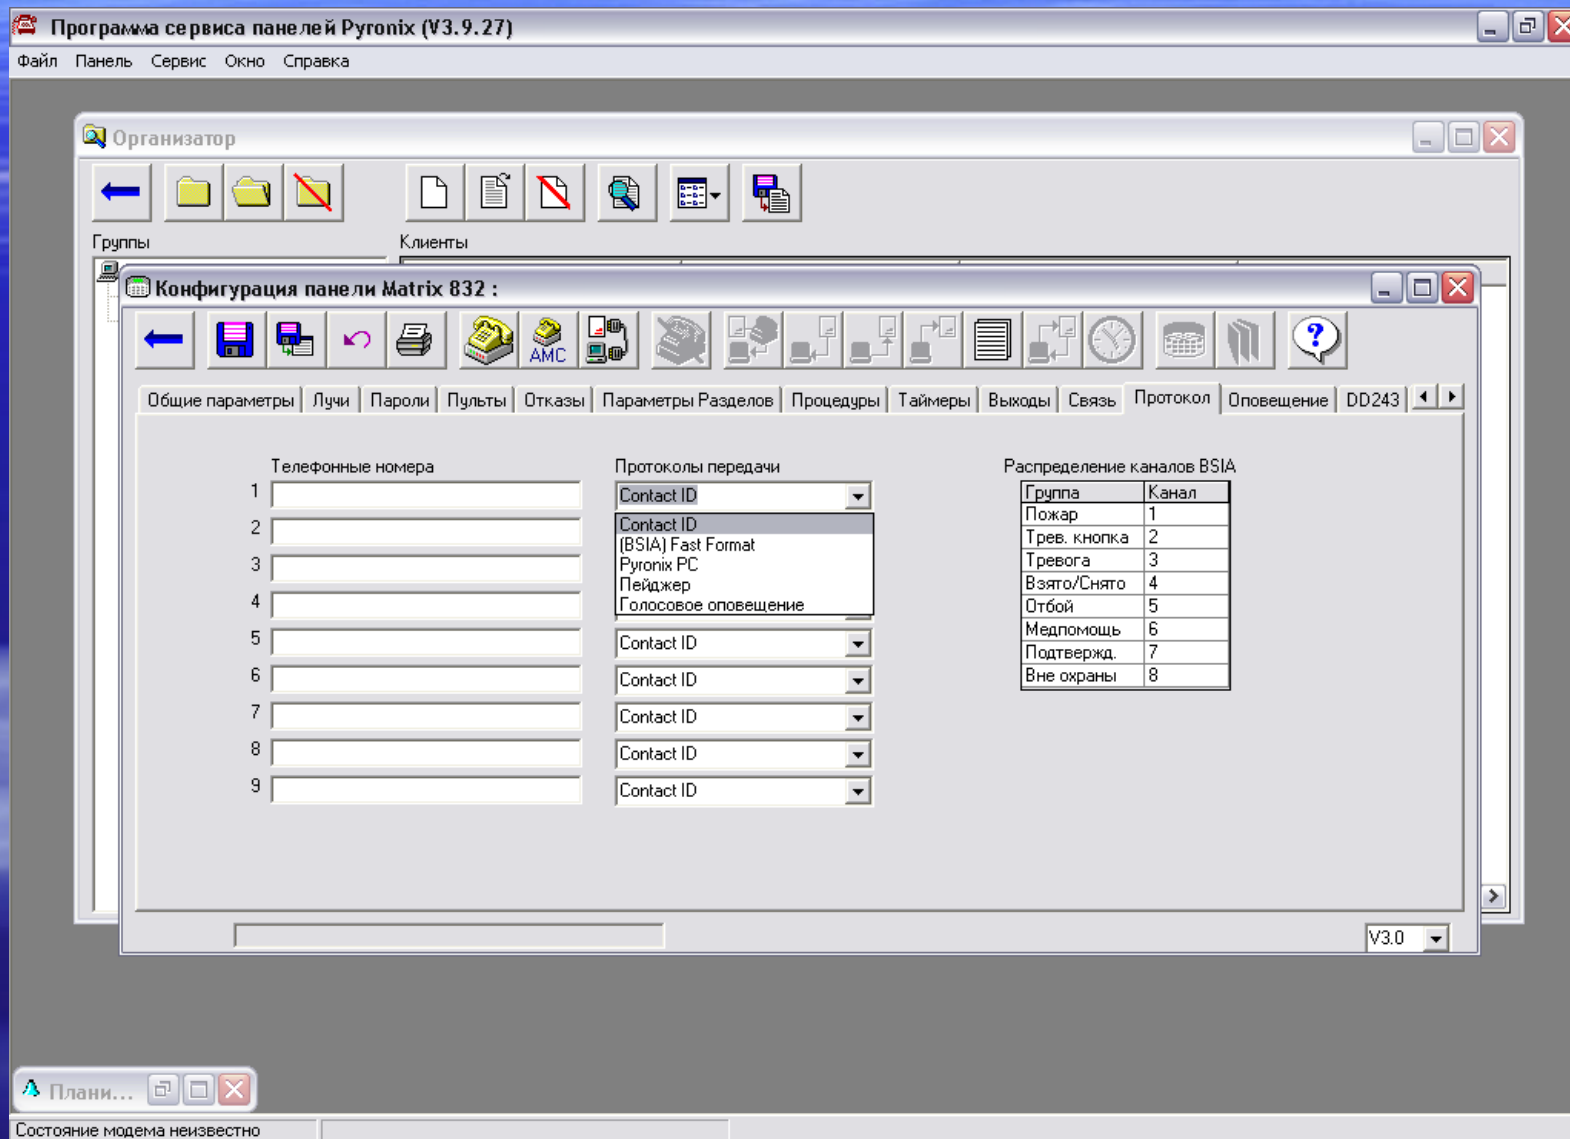 Программа сервиса панелей Pyronix (V3.9.27)
Файл Панель Сервис Окно Справка
Организатор
Группы Клиенты
Конфигурация панели Matrix 832 :
AMC
Общие параметры Лучи Пароли Пульты Отказы Параметры Разделов Процедуры Таймеры Выходы Связь Протокол Оповещение DD243
Телефонные номера Протоколы передачи Распределение каналов BSIA
1 Contact ID
Contact ID
(BSIA) Fast Format
Pyronix PC
Пейджер
Голосовое оповещение
2
3
4
5 Contact ID
6 Contact ID
7 Contact ID
8 Contact ID
9 Contact ID
Группа Канал
Пожар 1
Трев. кнопка 2
Тревога 3
Взято/Снято 4
Отбой 5
Медпомощь 6
Подтвержд. 7
Вне охраны 8
V3.0
Плани...
Состояние модема неизвестно